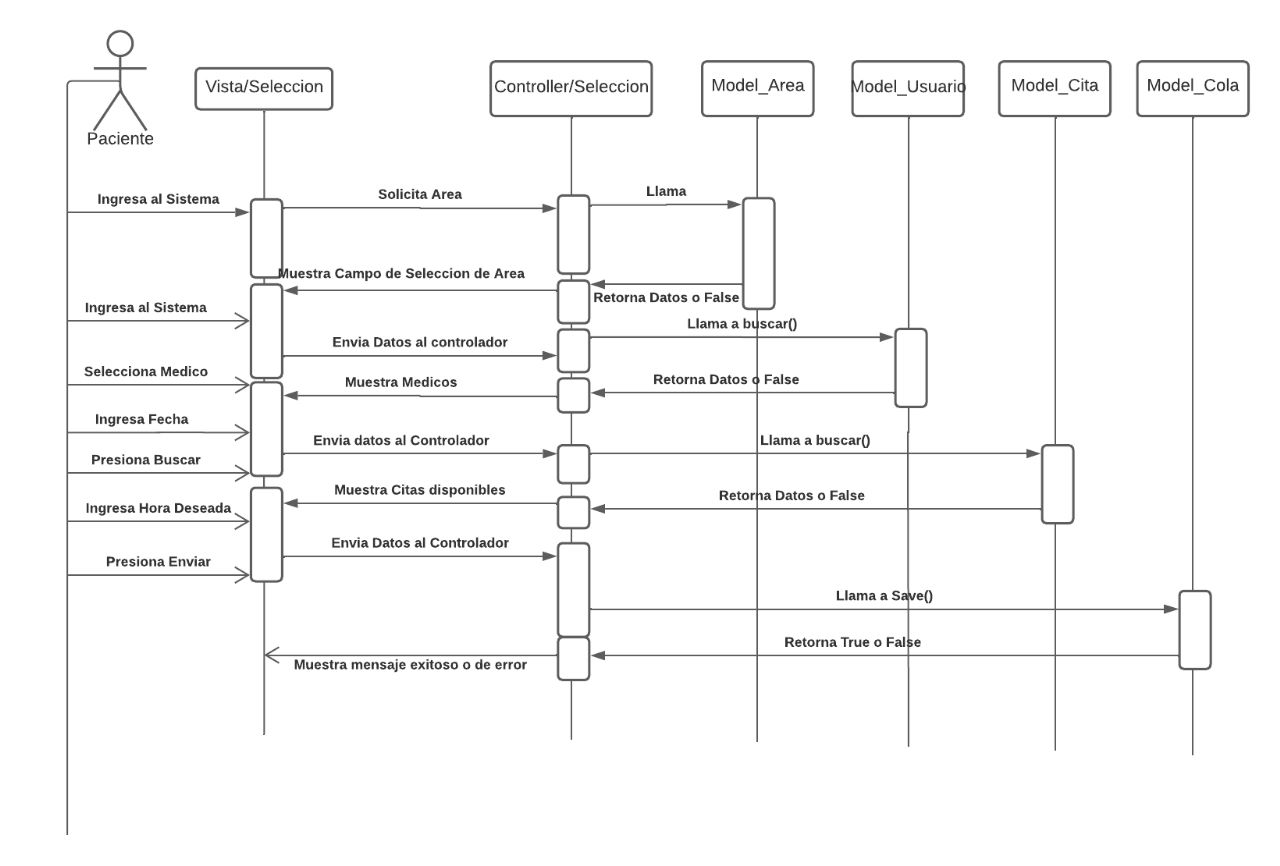 Paciente
Vista/Seleccion
Controller/Seleccion
Model_Area
Model_Usuario
Model_Cita
Model_Cola
Ingresa al Sistema
Solicita Area
Llama
Muestra Campo de Seleccion de Area
Retorna Datos o False
Ingresa al Sistema
Llama a buscar()
Envia Datos al controlador
Selecciona Medico
Muestra Medicos
Retorna Datos o False
Ingresa Fecha
Envia datos al Controlador
Llama a buscar()
Presiona Buscar
Muestra Citas disponibles
Retorna Datos o False
Ingresa Hora Deseada
Envia Datos al Controlador
Presiona Enviar
Llama a Save()
Retorna True o False
Muestra mensaje exitoso o de error